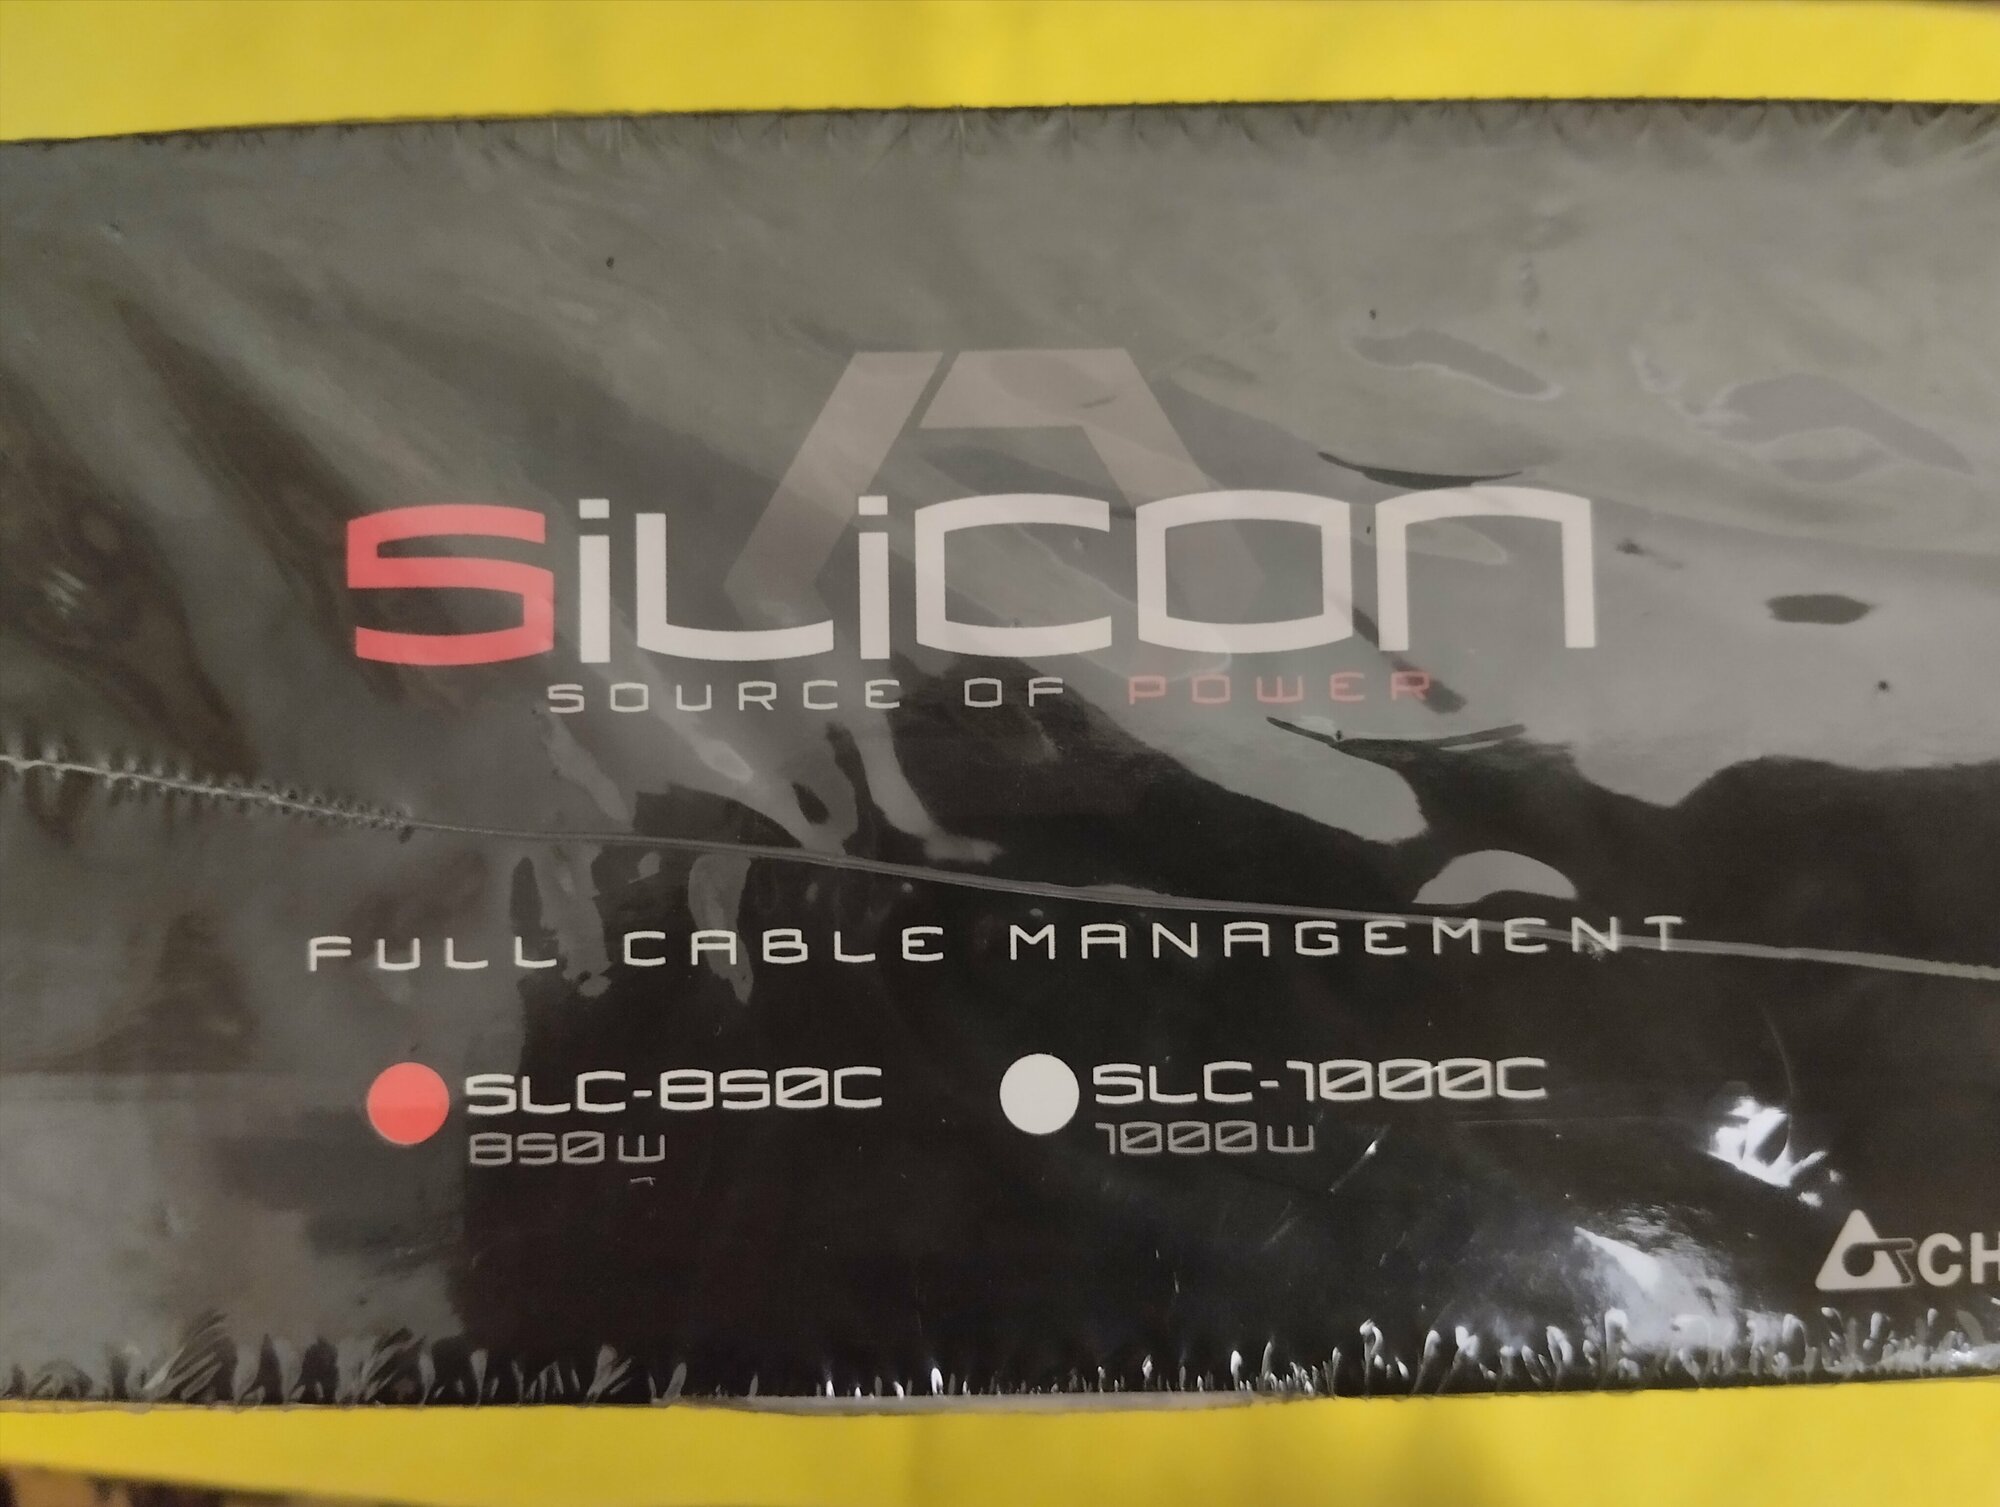 SiLiCON
SOURCE OF POWER
FULL CABLE MANAGEMENT
SLC-850C
850W
SLC-1000C
1000W